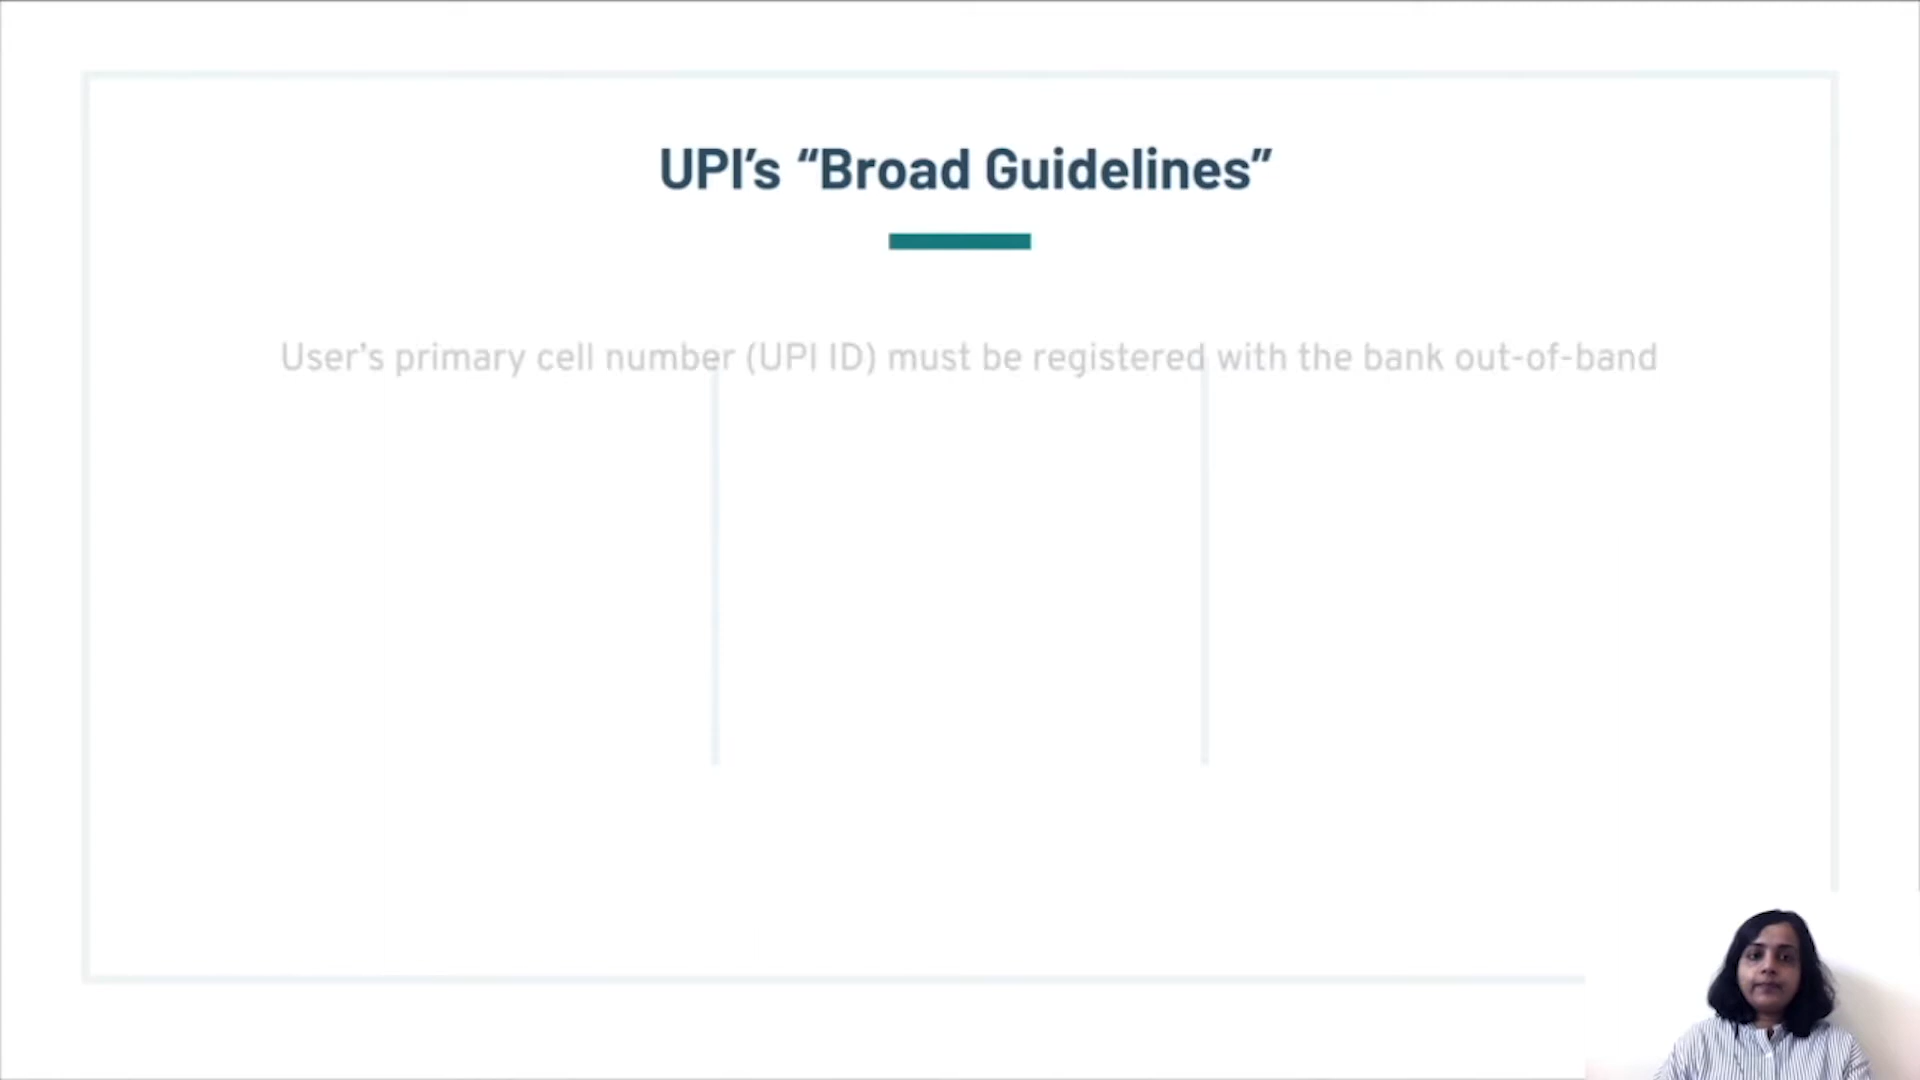 UPI’s “Broad Guidelines”
User’s primary cell number (UPI ID) must be registered with the bank out-of-band